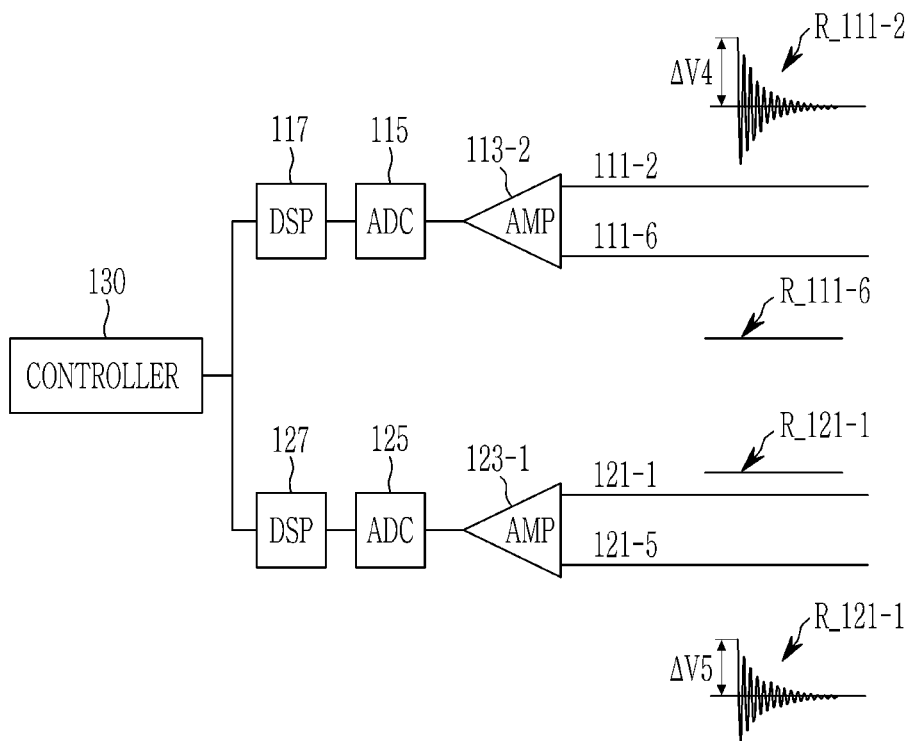 R_111-2
ΔV4
117
115
113-2
111-2
DSP
ADC
AMP
111-6
130
R_111-6
CONTROLLER
R_121-1
127
125
123-1
121-1
DSP
ADC
AMP
121-5
R_121-1
ΔV5